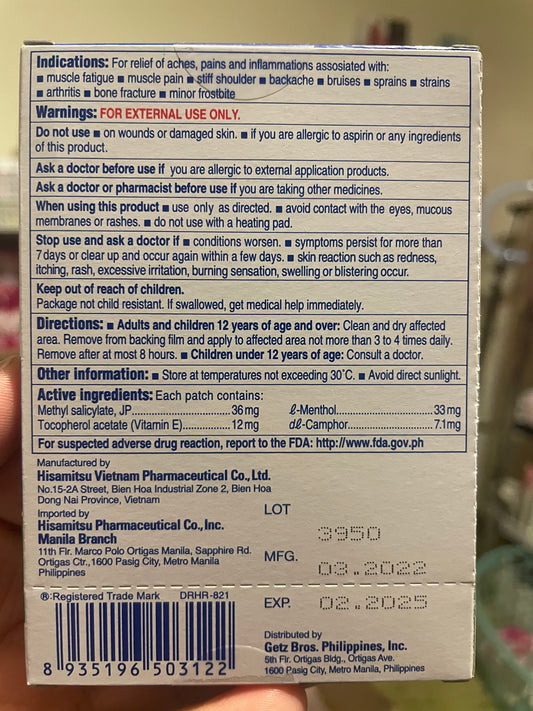 Indications: For relief of aches, pains and inflammations assosiated with:
■ muscle fatigue ■ muscle pain ■ stiff shoulder ■ backache ■ bruises ■ sprains ■ strains
■ arthritis ■ bone fracture ■ minor frostbite
Warnings: FOR EXTERNAL USE ONLY.
Do not use ■ on wounds or damaged skin. ■ if you are allergic to aspirin or any ingredients
of this product.
Ask a doctor before use if you are allergic to external application products.
Ask a doctor or pharmacist before use if you are taking other medicines.
When using this product ■ use only as directed. ■ avoid contact with the eyes, mucous
membranes or rashes. ■ do not use with a heating pad.
Stop use and ask a doctor if ■ conditions worsen. ■ symptoms persist for more than
7 days or clear up and occur again within a few days. ■ skin reaction such as redness,
itching, rash, excessive irritation, burning sensation, swelling or blistering occur.
Keep out of reach of children.
Package not child resistant. If swallowed, get medical help immediately.
Directions: ■ Adults and children 12 years of age and over: Clean and dry affected
area. Remove from backing film and apply to affected area not more than 3 to 4 times daily.
Remove after at most 8 hours. ■ Children under 12 years of age: Consult a doctor.
Other information: ■ Store at temperatures not exceeding 30°C. ■ Avoid direct sunlight.
Active ingredients: Each patch contains:
Methyl salicylate, JP..........................36 mg ℓ-Menthol..........................33 mg
Tocopherol acetate (Vitamin E)............12 mg dℓ-Camphor.......................7.1 mg
For suspected adverse drug reaction, report to the FDA: http://www.fda.gov.ph
Manufactured by
Hisamitsu Vietnam Pharmaceutical Co., Ltd.
No.15-2A Street, Bien Hoa Industrial Zone 2, Bien Hoa
Dong Nai Province, Vietnam
Imported by
Hisamitsu Pharmaceutical Co., Inc.
Manila Branch
11th Flr. Marco Polo Ortigas Manila, Sapphire Rd.
Ortigas Ctr., 1600 Pasig City, Metro Manila
Philippines
LOT 3950
MFG. 03.2022
EXP. 02.2025
®:Registered Trade Mark DRHR-821
8 935196 503122
Distributed by
Getz Bros. Philippines, Inc.
5th Flr. Ortigas Bldg., Ortigas Ave.
1600 Pasig City, Metro Manila, Philippines